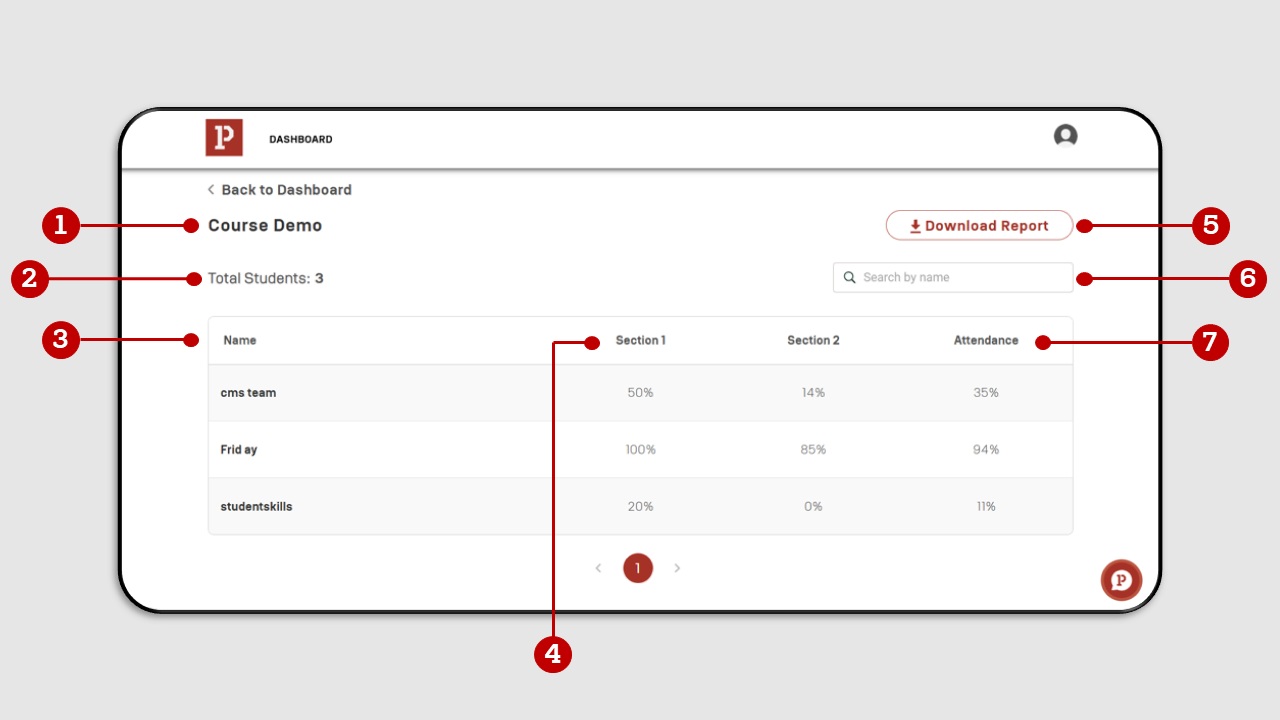 P
DASHBOARD
Back to Dashboard
1
Course Demo
Download Report
5
2
Total Students: 3
Search by name
6
3
Name
Section 1
Section 2
Attendance
7
cms team
50%
14%
35%
Frid ay
100%
85%
94%
studentskills
20%
0%
11%
1
P
4